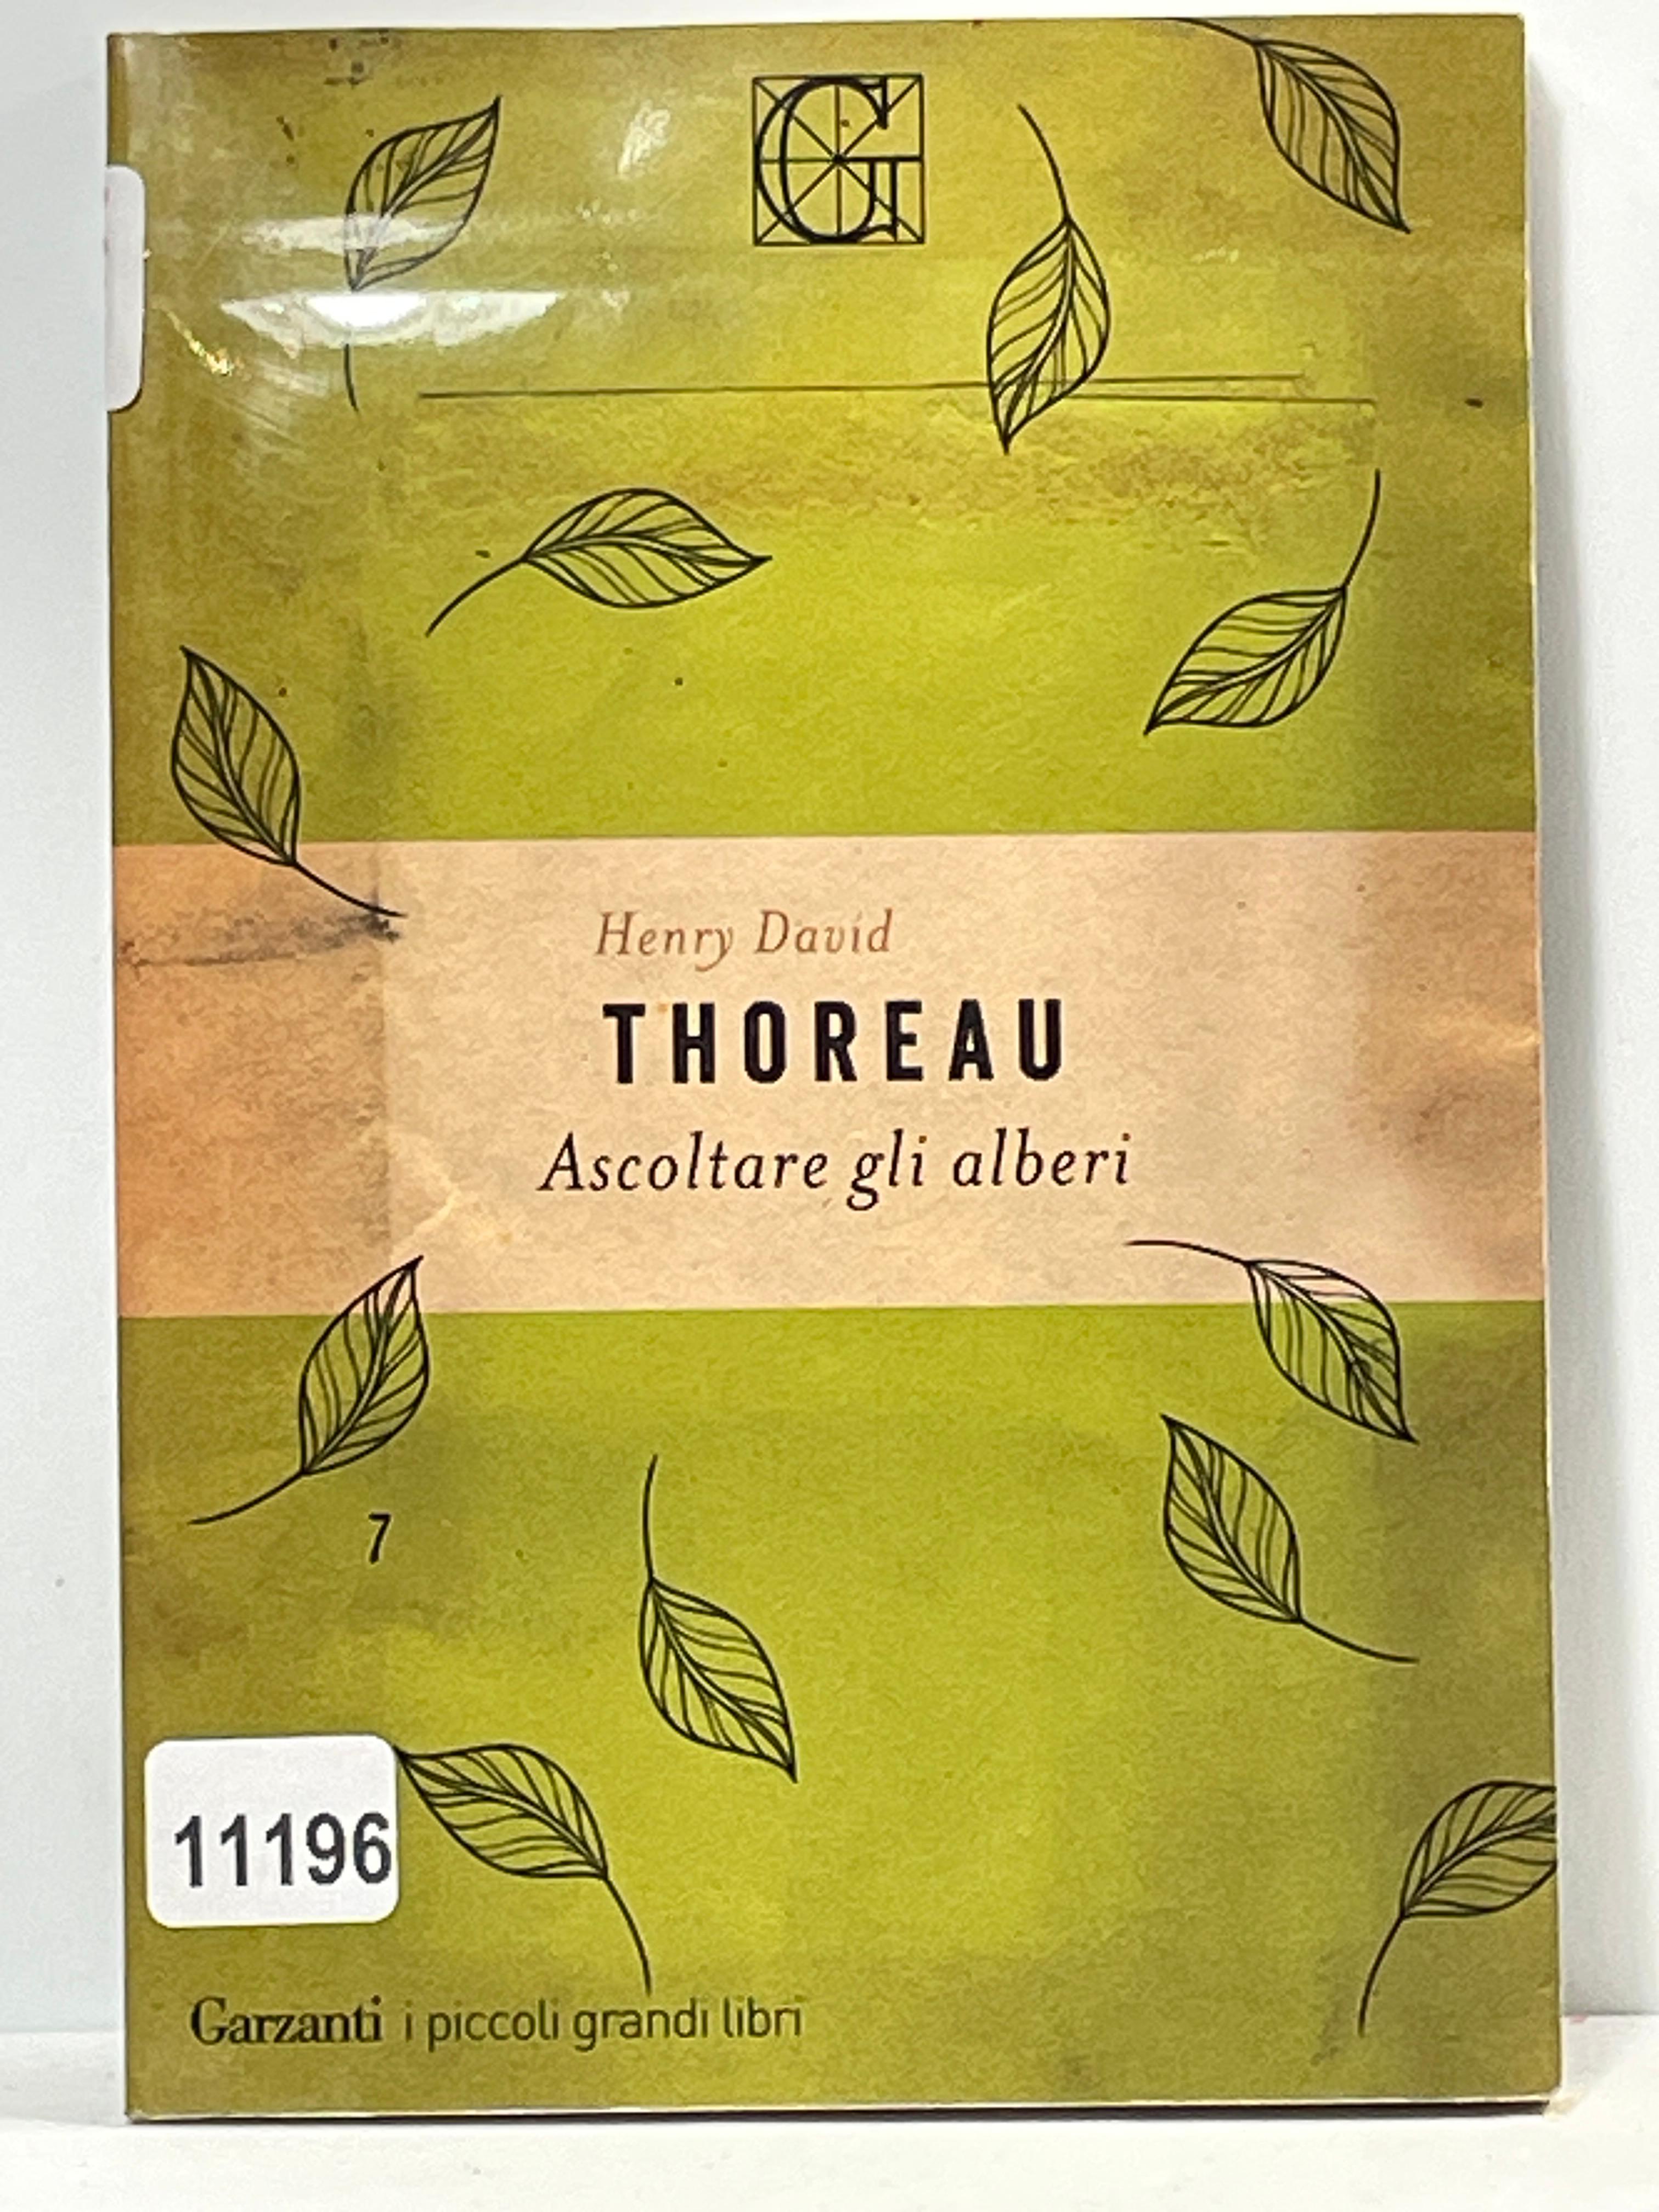 G
Henry David
THOREAU
Ascoltare gli alberi
7
11196
Garzanti i piccoli grandi libri